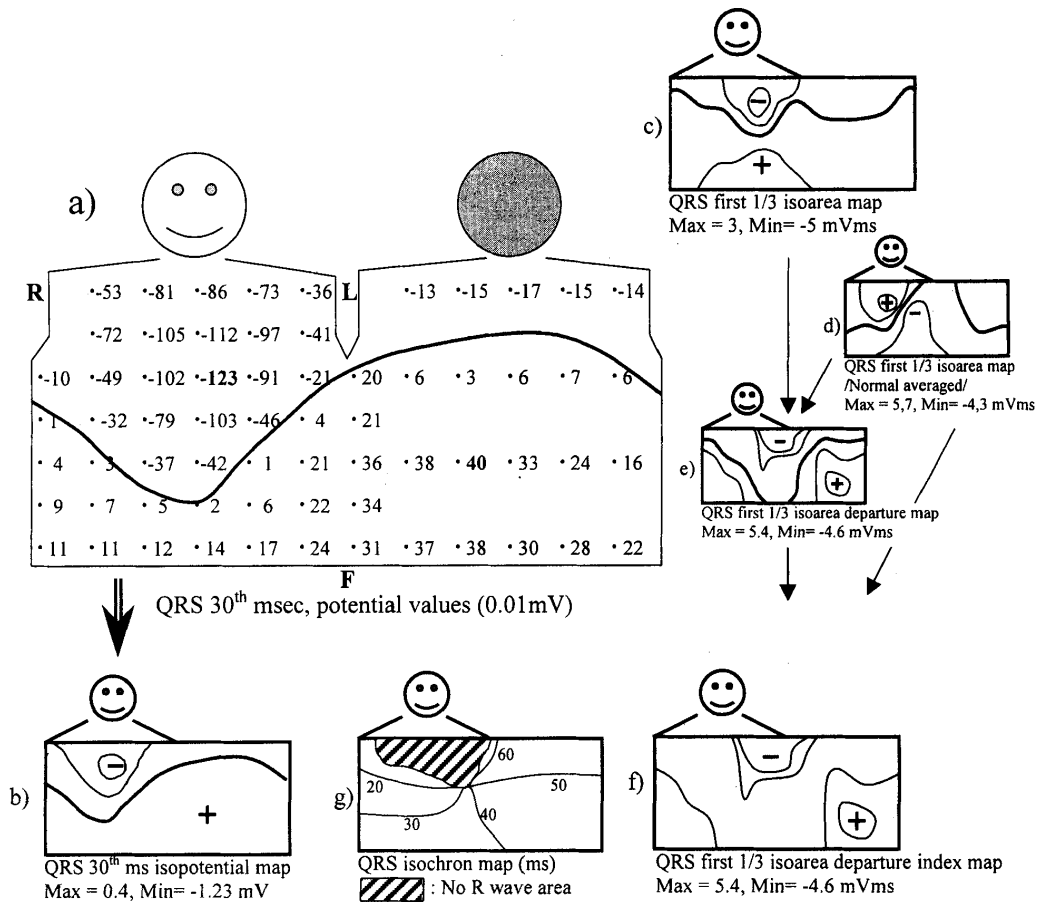 a)
R
L
·-53 ·-81 ·-86 ·-73 ·-36 ·-13 ·-15 ·-17 ·-15 ·-14
·-72 ·-105 ·-112 ·-97 ·-41
·-10 ·-49 ·-102 ·-123 ·-91 ·-21 ·20 ·6 ·3 ·6 ·7 ·6
·1 ·-32 ·-79 ·-103 ·-46 ·4 ·21
·4 ·3 ·-37 ·-42 ·1 ·21 ·36 ·38 ·40 ·33 ·24 ·16
·9 ·7 ·5 ·2 ·6 ·22 ·34
·11 ·11 ·12 ·14 ·17 ·24 ·31 ·37 ·38 ·30 ·28 ·22
F
QRS 30th msec, potential values (0.01mV)
c)
-
+
QRS first 1/3 isoarea map
Max = 3, Min= -5 mVms
d)
+
-
QRS first 1/3 isoarea map
/Normal averaged/
Max = 5,7, Min= -4,3 mVms
e)
-
+
QRS first 1/3 isoarea departure map
Max = 5.4, Min= -4.6 mVms
b)
-
+
QRS 30th ms isopotential map
Max = 0.4, Min= -1.23 mV
g)
60
20
50
30
40
QRS isochron map (ms)
: No R wave area
f)
-
+
QRS first 1/3 isoarea departure index map
Max = 5.4, Min= -4.6 mVms